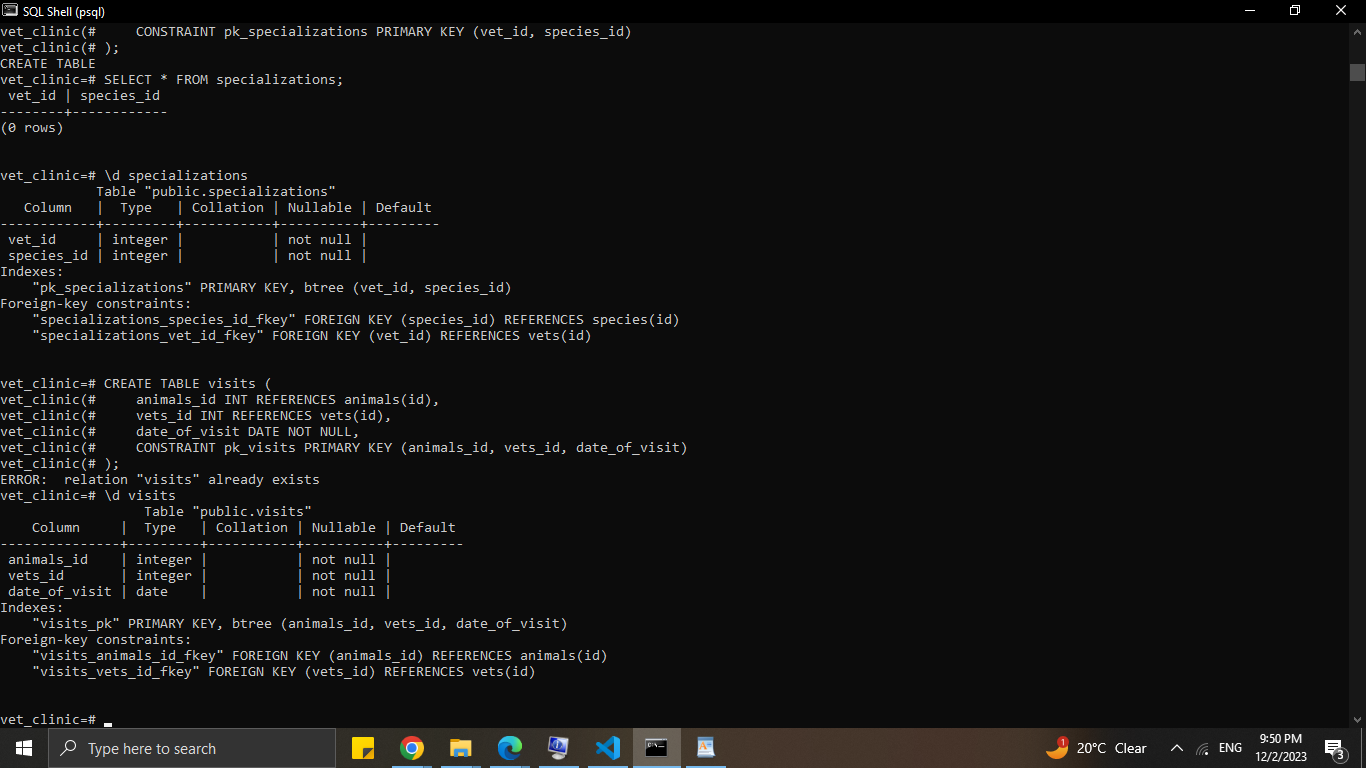 SQL Shell (psql)
vet_clinic(#     CONSTRAINT pk_specializations PRIMARY KEY (vet_id, species_id)
vet_clinic(# );
CREATE TABLE
vet_clinic=# SELECT * FROM specializations;
 vet_id | species_id
--------+------------
(0 rows)
vet_clinic=# \d specializations
            Table "public.specializations"
   Column   |  Type   | Collation | Nullable | Default
------------+---------+-----------+----------+---------
 vet_id     | integer |           | not null |
 species_id | integer |           | not null |
Indexes:
    "pk_specializations" PRIMARY KEY, btree (vet_id, species_id)
Foreign-key constraints:
    "specializations_species_id_fkey" FOREIGN KEY (species_id) REFERENCES species(id)
    "specializations_vet_id_fkey" FOREIGN KEY (vet_id) REFERENCES vets(id)
vet_clinic=# CREATE TABLE visits (
vet_clinic(#     animals_id INT REFERENCES animals(id),
vet_clinic(#     vets_id INT REFERENCES vets(id),
vet_clinic(#     date_of_visit DATE NOT NULL,
vet_clinic(#     CONSTRAINT pk_visits PRIMARY KEY (animals_id, vets_id, date_of_visit)
vet_clinic(# );
ERROR:  relation "visits" already exists
vet_clinic=# \d visits
                  Table "public.visits"
    Column     |  Type   | Collation | Nullable | Default
---------------+---------+-----------+----------+---------
 animals_id    | integer |           | not null |
 vets_id       | integer |           | not null |
 date_of_visit | date    |           | not null |
Indexes:
    "visits_pk" PRIMARY KEY, btree (animals_id, vets_id, date_of_visit)
Foreign-key constraints:
    "visits_animals_id_fkey" FOREIGN KEY (animals_id) REFERENCES animals(id)
    "visits_vets_id_fkey" FOREIGN KEY (vets_id) REFERENCES vets(id)
vet_clinic=#
Type here to search
1
20°C Clear
ENG
9:50 PM
12/2/2023
3